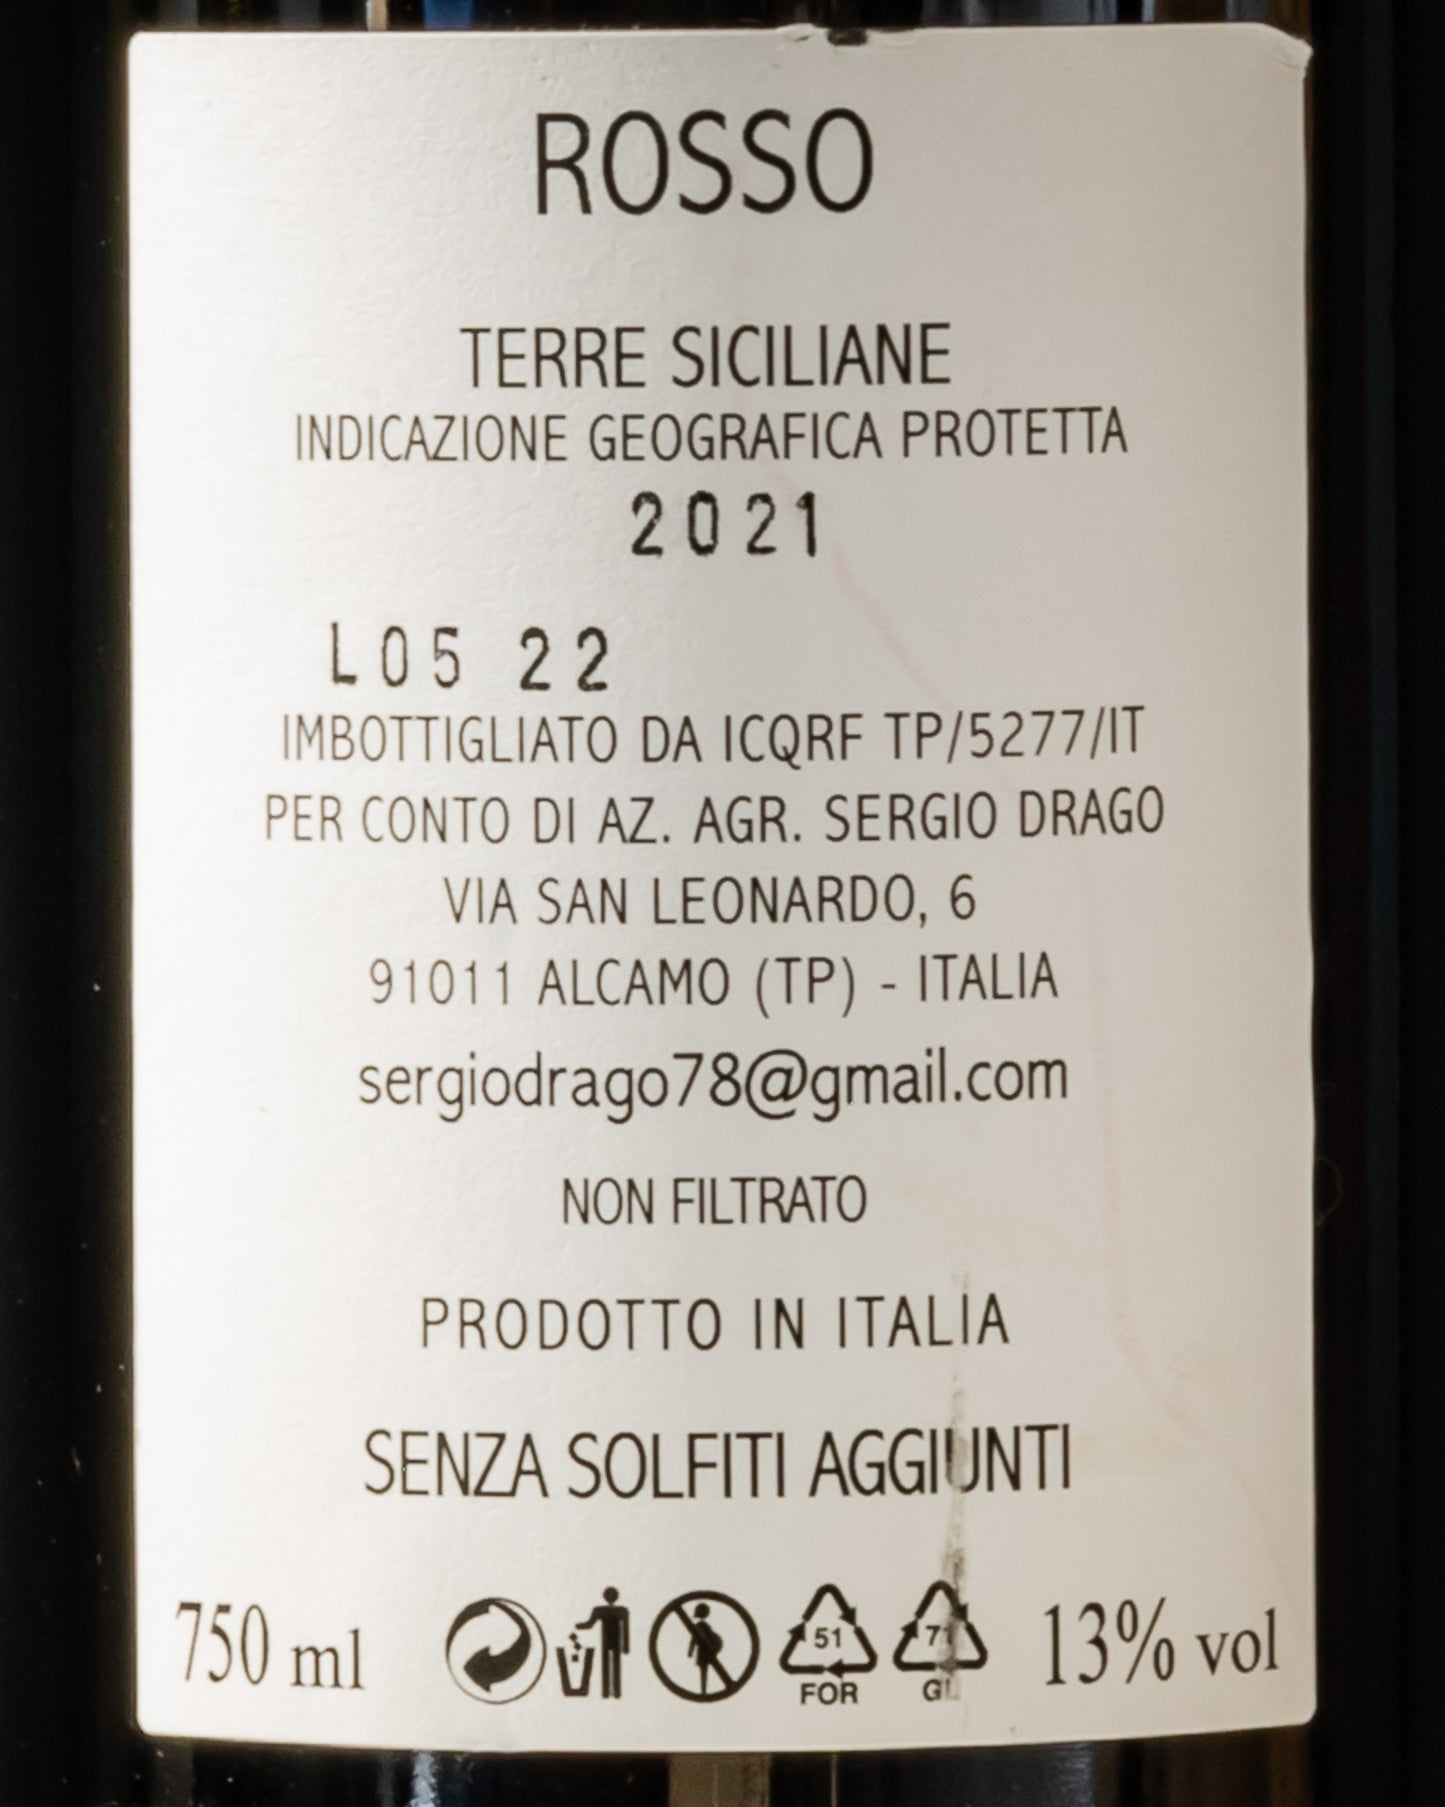 ROSSO
TERRE SICILIANE
INDICAZIONE GEOGRAFICA PROTETTA
2021
L05 22
IMBOTTIGLIATO DA ICQRF TP/5277/IT
PER CONTO DI AZ. AGR. SERGIO DRAGO
VIA SAN LEONARDO, 6
91011 ALCAMO (TP) - ITALIA
sergiodrago78@gmail.com
NON FILTRATO
PRODOTTO IN ITALIA
SENZA SOLFITI AGGIUNTI
750 ml 51 FOR 71 GL 13% vol